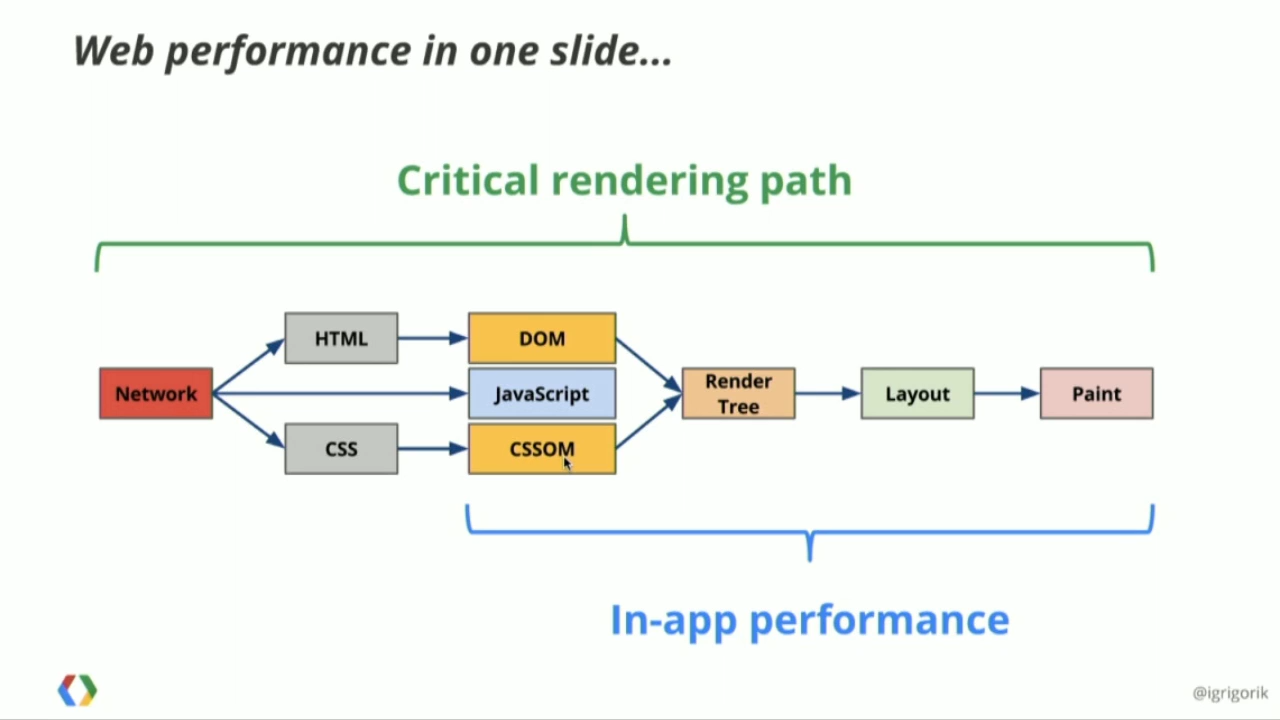 Web performance in one slide...
Critical rendering path
HTML
DOM
Network
JavaScript
Render
Tree
Layout
Paint
CSS
CSSOM
In-app performance
@igrigorik